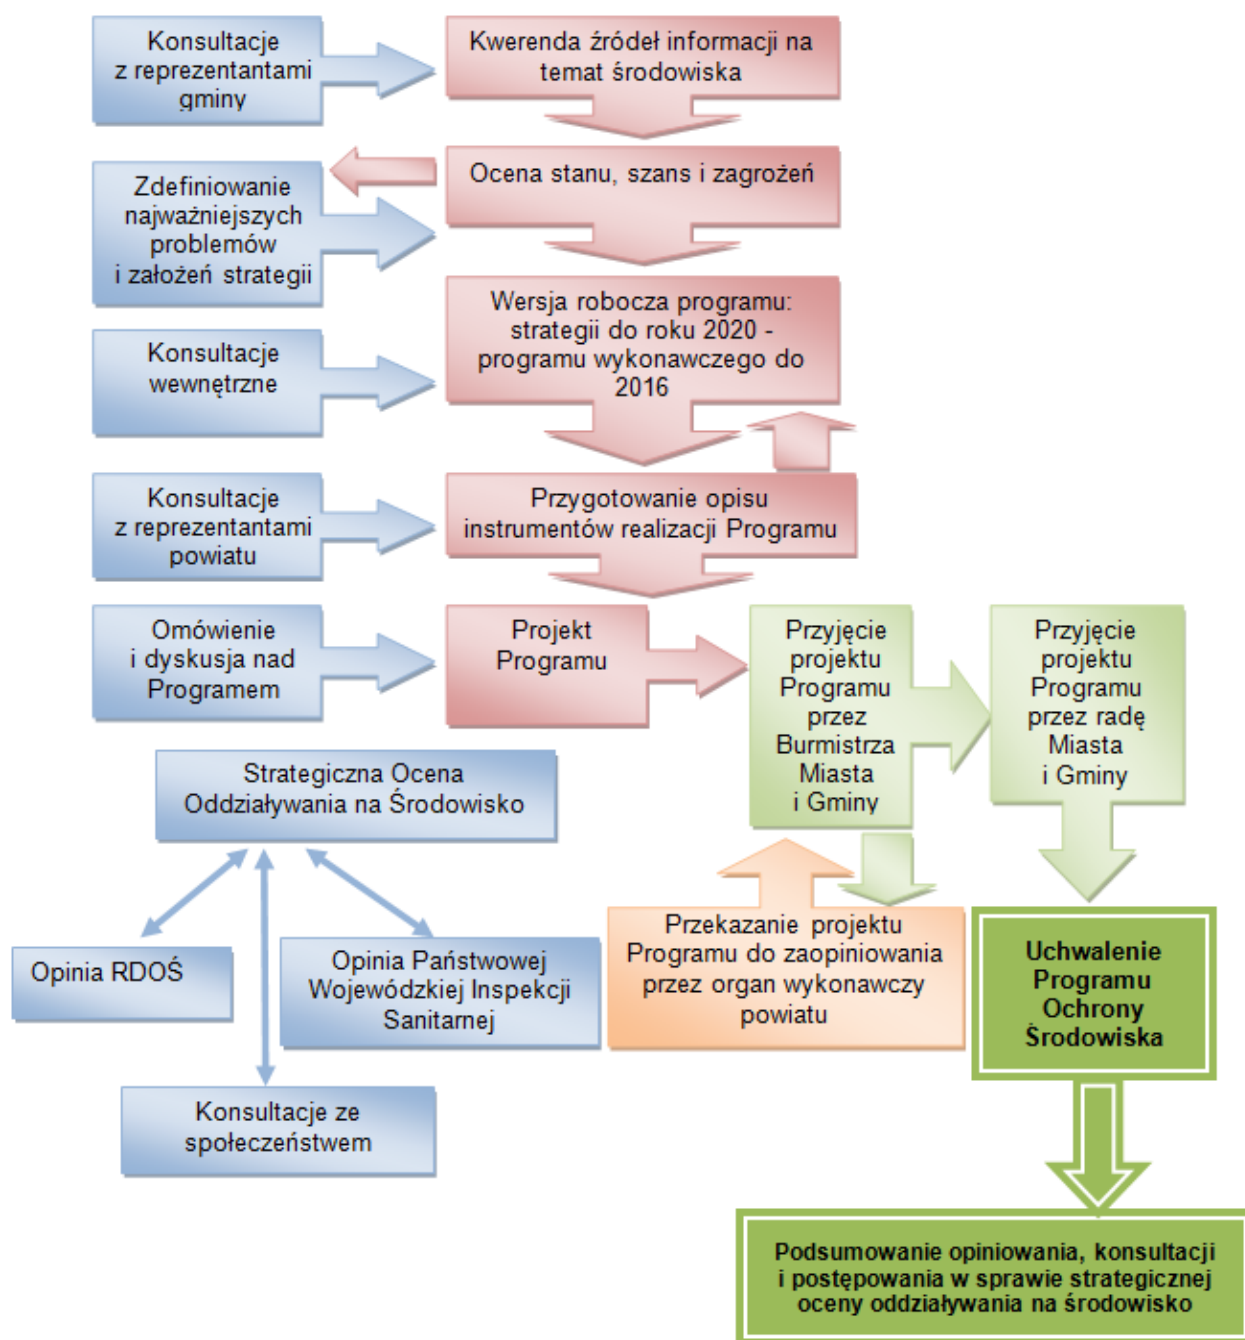 Konsultacje
z reprezentantami
gminy
Kwerenda źródeł informacji na
temat środowiska
Zdefiniowanie
najważniejszych
problemów
i założeń strategii
Ocena stanu, szans i zagrożeń
Konsultacje
wewnętrzne
Wersja robocza programu:
strategii do roku 2020 -
programu wykonawczego do
2016
Konsultacje
z reprezentantami
powiatu
Przygotowanie opisu
instrumentów realizacji Programu
Omówienie
i dyskusja nad
Programem
Projekt
Programu
Przyjęcie
projektu
Programu
przez
Burmistrza
Miasta
i Gminy
Przyjęcie
projektu
Programu
przez radę
Miasta
i Gminy
Strategiczna Ocena
Oddziaływania na Środowisko
Opinia RDOŚ
Opinia Państwowej
Wojewódzkiej Inspekcji
Sanitarnej
Konsultacje ze
społeczeństwem
Przekazanie projektu
Programu do zaopiniowania
przez organ wykonawczy
powiatu
Uchwalenie
Programu
Ochrony
Środowiska
Podsumowanie opiniowania, konsultacji
i postępowania w sprawie strategicznej
oceny oddziaływania na środowisko